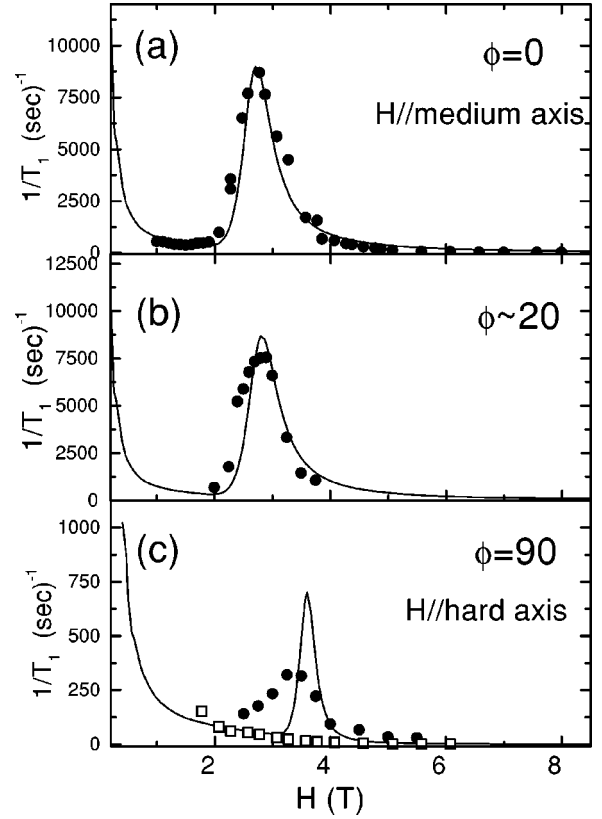 (a)
ϕ=0
H//medium axis
1/T₁ (sec)⁻¹
10000
7500
5000
2500
0
(b)
ϕ~20
1/T₁ (sec)⁻¹
12500
10000
7500
5000
2500
0
(c)
ϕ=90
H//hard axis
1/T₁ (sec)⁻¹
1000
750
500
250
0
2 4 6 8
H (T)